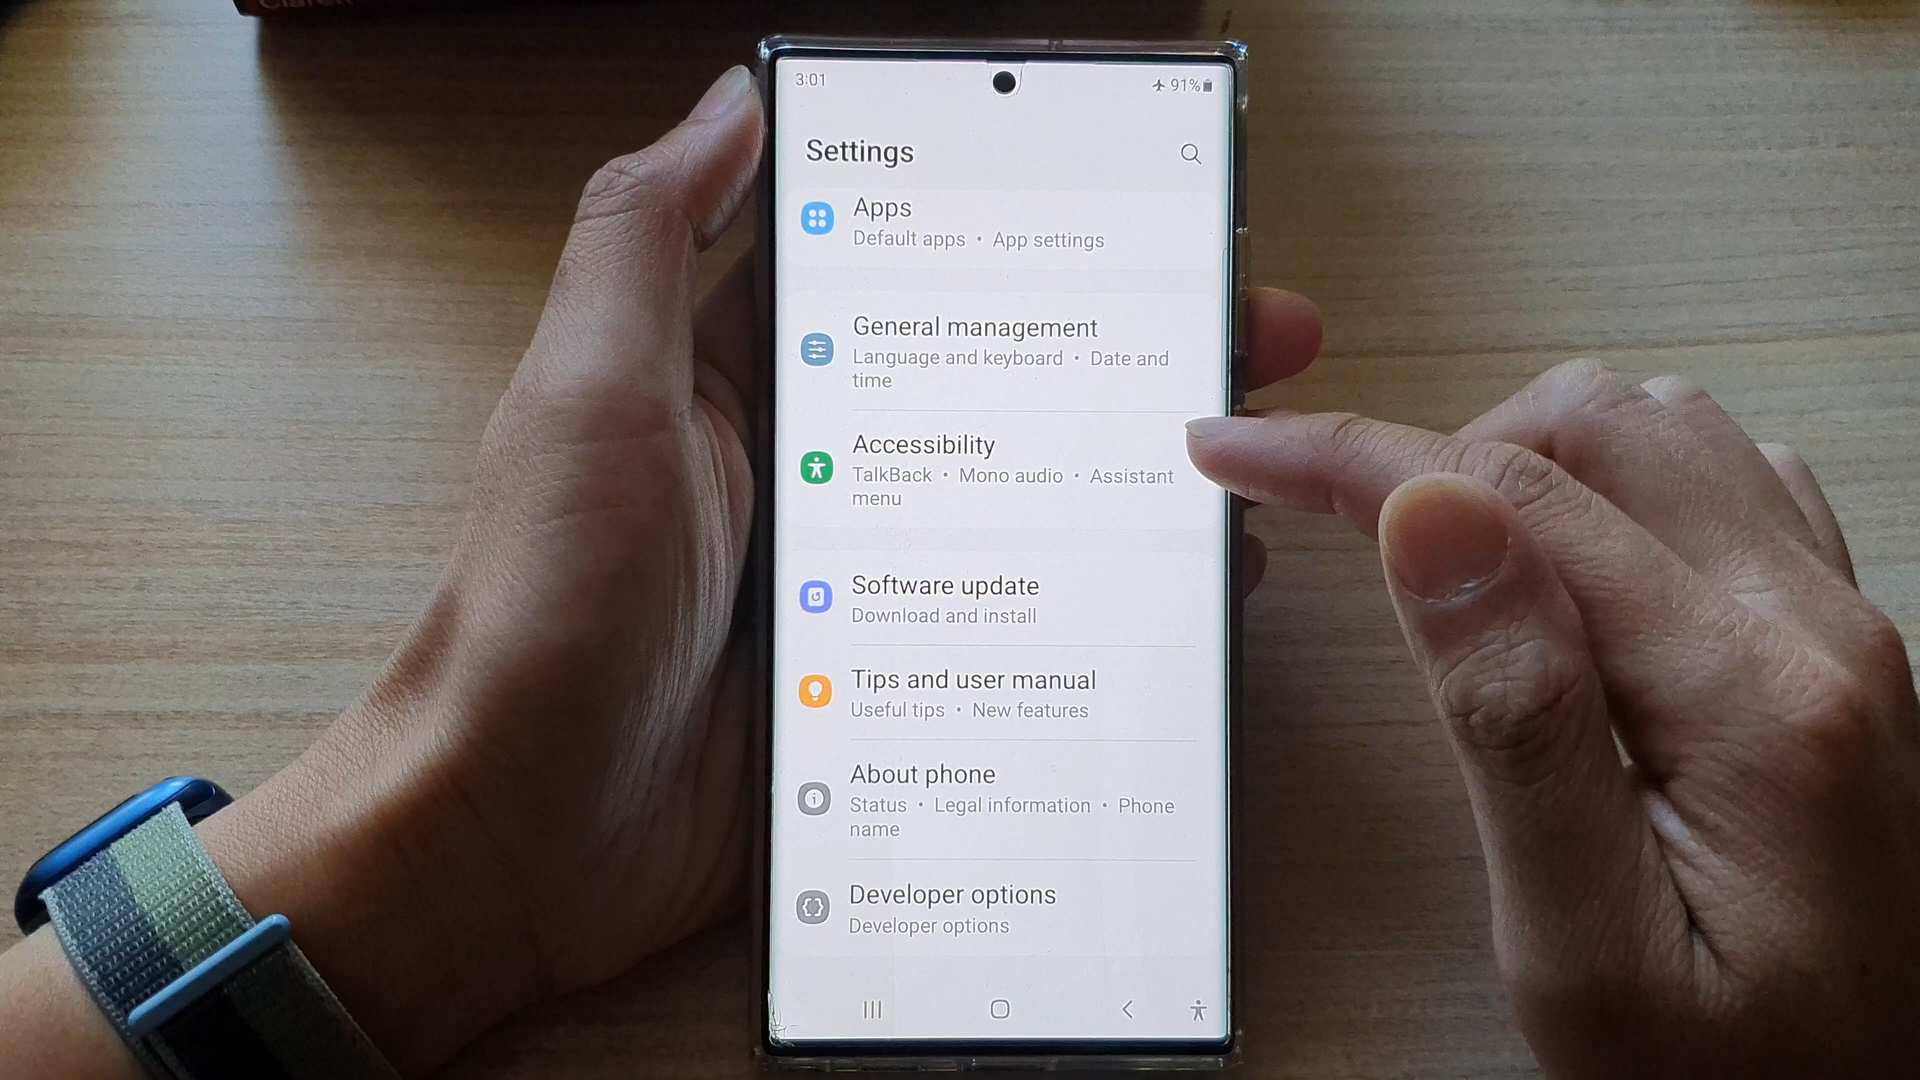 3:01
91%
Settings
Apps
Default apps • App settings
General management
Language and keyboard • Date and
time
Accessibility
TalkBack • Mono audio • Assistant
menu
Software update
Download and install
Tips and user manual
Useful tips • New features
About phone
Status • Legal information • Phone
name
Developer options
Developer options